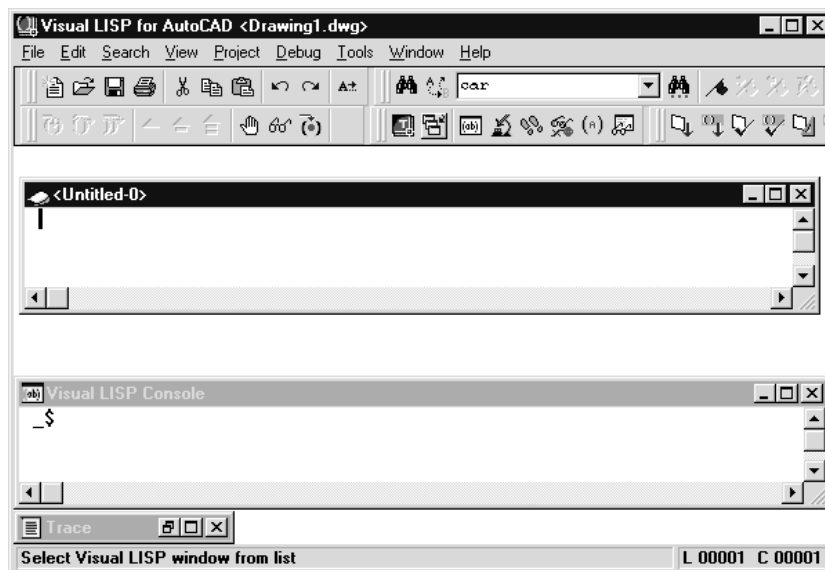 Visual LISP for AutoCAD <Drawing1.dwg>
File Edit Search View Project Debug Tools Window Help
car
<Untitled-0>
Visual LISP Console
_$
Trace
Select Visual LISP window from list L 00001 C 00001